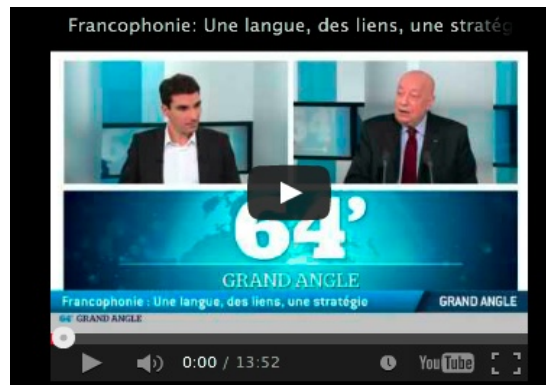 Francophonie: Une langue, des liens, une stratég
64'
GRAND ANGLE
Francophonie : Une langue, des liens, une stratégie GRAND ANGLE
64' GRAND ANGLE
0:00 / 13:52 YouTube